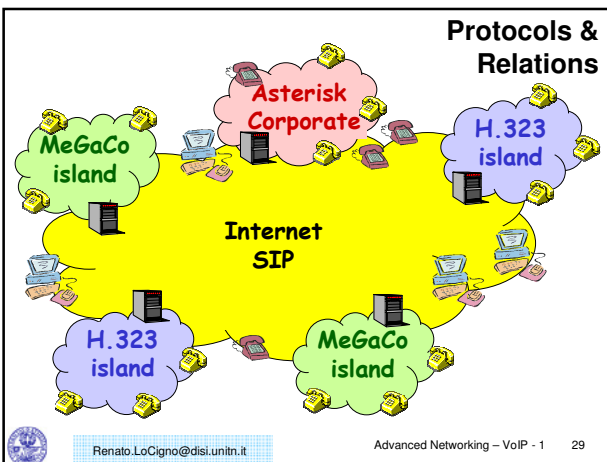 Protocols &
Relations
Asterisk
Corporate
MeGaCo
island
H.323
island
Internet
SIP
H.323
island
MeGaCo
island
Renato.LoCigno@disi.unitn.it
Advanced Networking – VoIP - 1 29